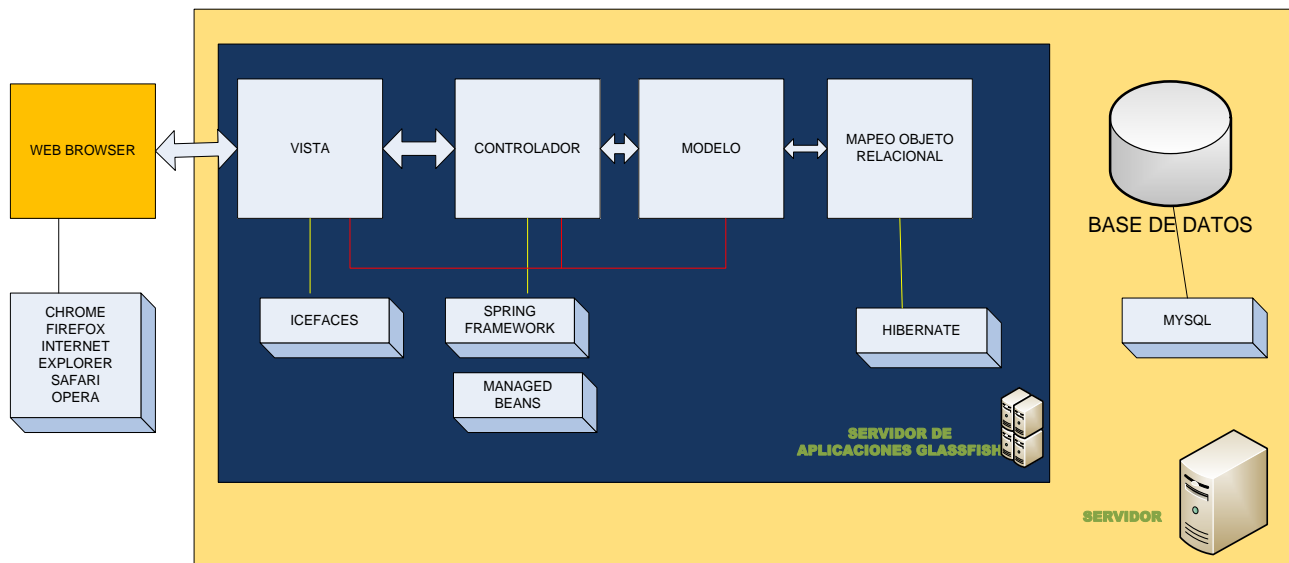 WEB BROWSER
VISTA
CONTROLADOR
MODELO
MAPEO OBJETO
RELACIONAL
BASE DE DATOS
CHROME
FIREFOX
INTERNET
EXPLORER
SAFARI
OPERA
ICEFACES
SPRING
FRAMEWORK
MANAGED
BEANS
HIBERNATE
MYSQL
SERVIDOR DE
APLICACIONES GLASSFISH
SERVIDOR